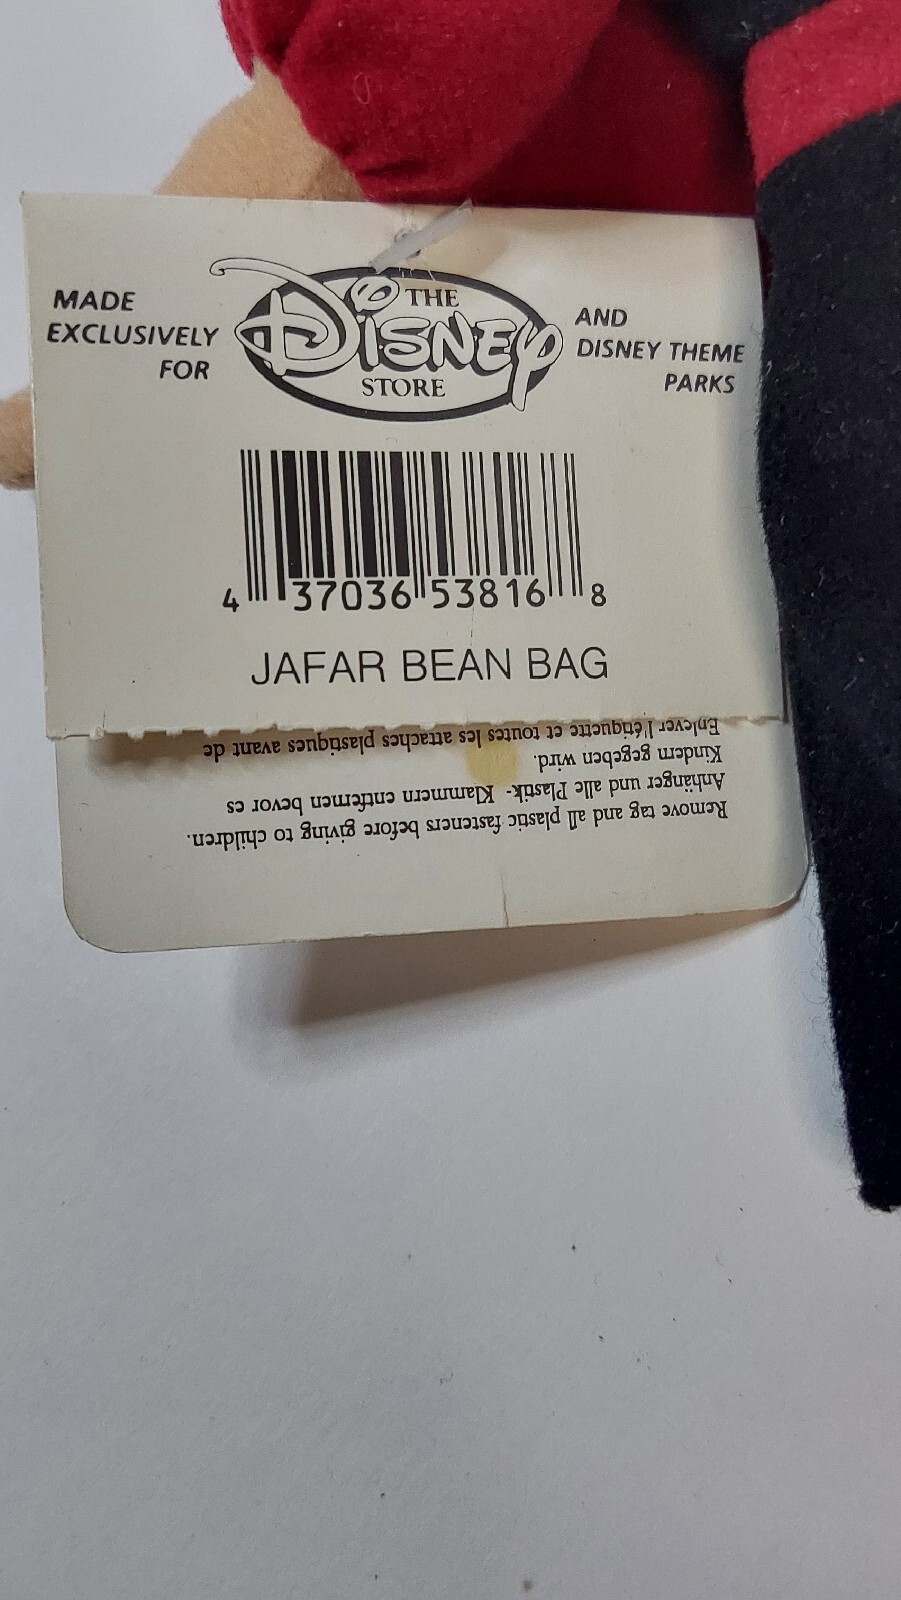 MADE
EXCLUSIVELY
FOR
THE
DISNEY
STORE
AND
DISNEY THEME
PARKS
4 37036 53816 8
JAFAR BEAN BAG
Remove tag and all plastic fasteners before giving to children.
Anhänger und alle Plastik- Klammern entfernen bevor es
Kindern gegeben wird.
Enlever l'étiquette et toutes les attaches plastiques avant de